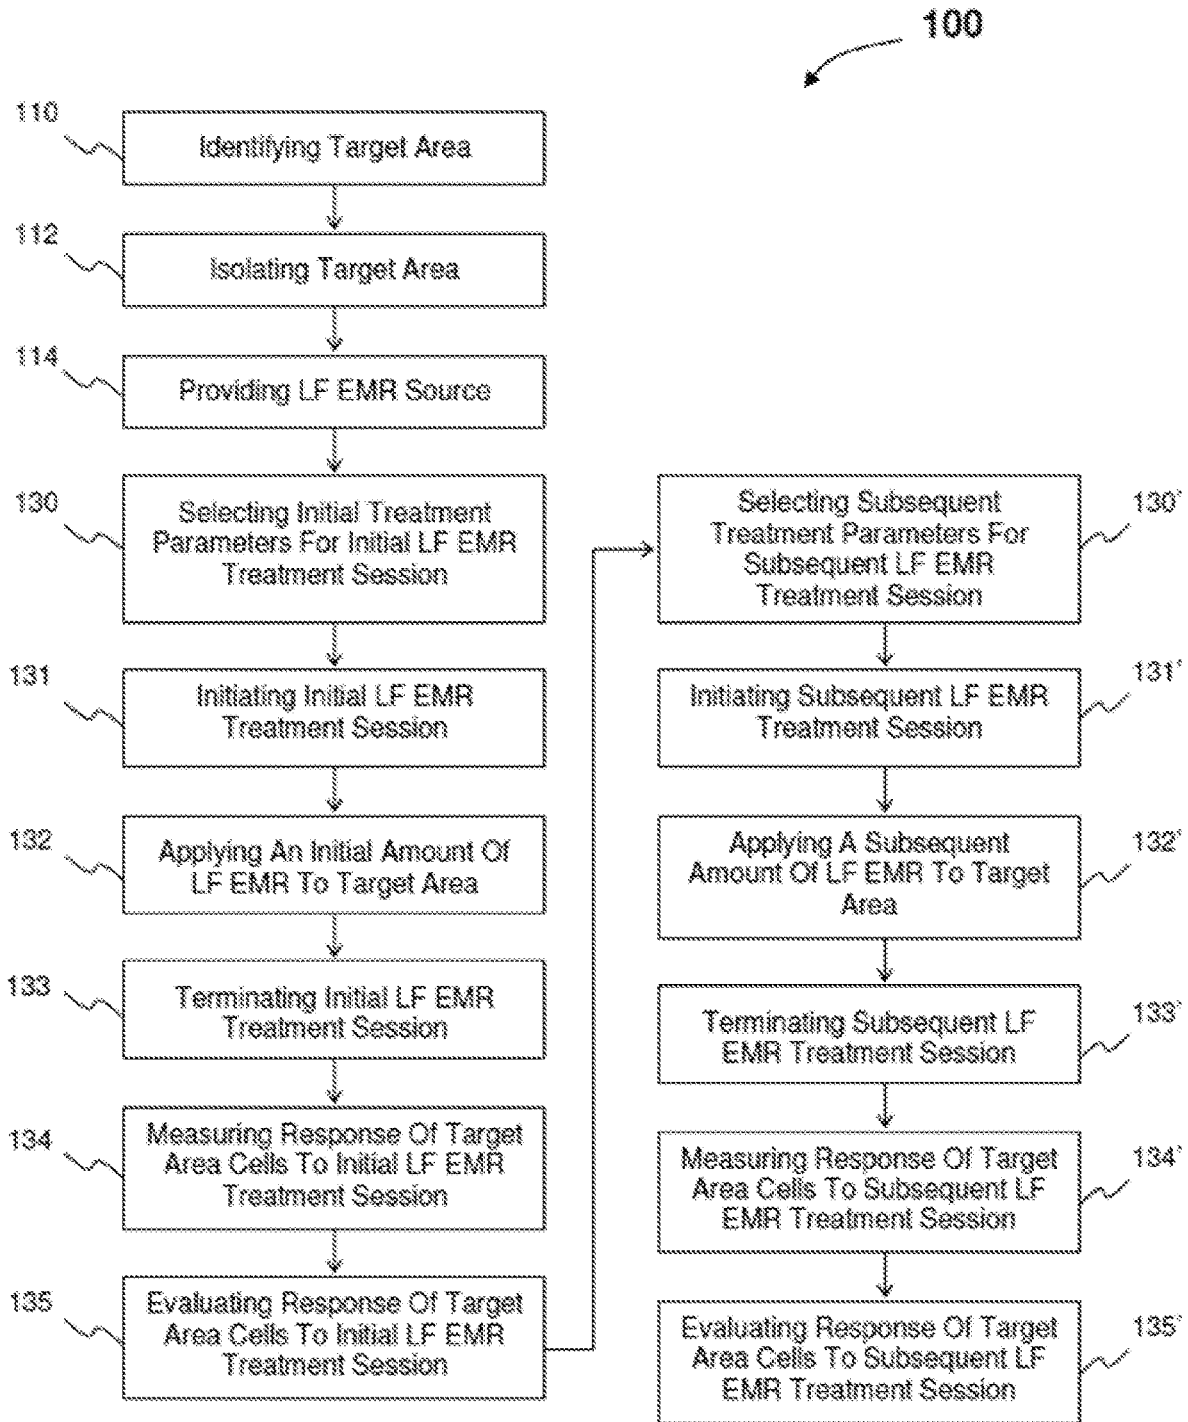 100
110
Identifying Target Area
112
Isolating Target Area
114
Providing LF EMR Source
130
Selecting Initial Treatment
Parameters For Initial LF EMR
Treatment Session
131
Initiating Initial LF EMR
Treatment Session
132
Applying An Initial Amount Of
LF EMR To Target Area
133
Terminating Initial LF EMR
Treatment Session
134
Measuring Response Of Target
Area Cells To Initial LF EMR
Treatment Session
135
Evaluating Response Of Target
Area Cells To Initial LF EMR
Treatment Session
Selecting Subsequent
Treatment Parameters For
Subsequent LF EMR
Treatment Session
130'
Initiating Subsequent LF EMR
Treatment Session
131'
Applying A Subsequent
Amount Of LF EMR To Target
Area
132'
Terminating Subsequent LF
EMR Treatment Session
133'
Measuring Response Of Target
Area Cells To Subsequent LF
EMR Treatment Session
134'
Evaluating Response Of Target
Area Cells To Subsequent LF
EMR Treatment Session
135'